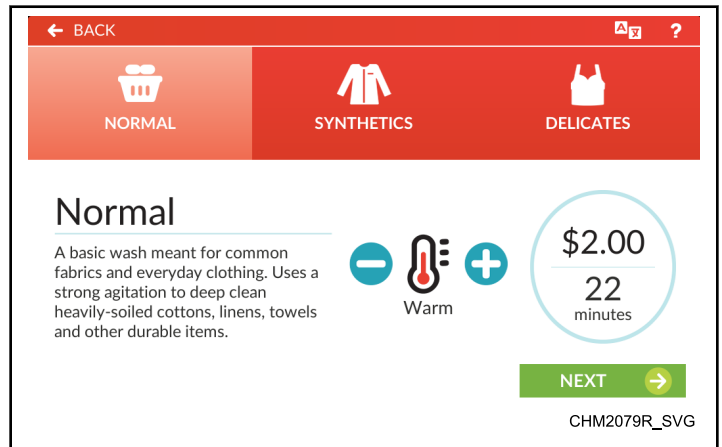 BACK
A 文 ?
NORMAL
SYNTHETICS
DELICATES
Normal
A basic wash meant for common
fabrics and everyday clothing. Uses a
strong agitation to deep clean
heavily-soiled cottons, linens, towels
and other durable items.
Warm
$2.00
22
minutes
NEXT
CHM2079R_SVG